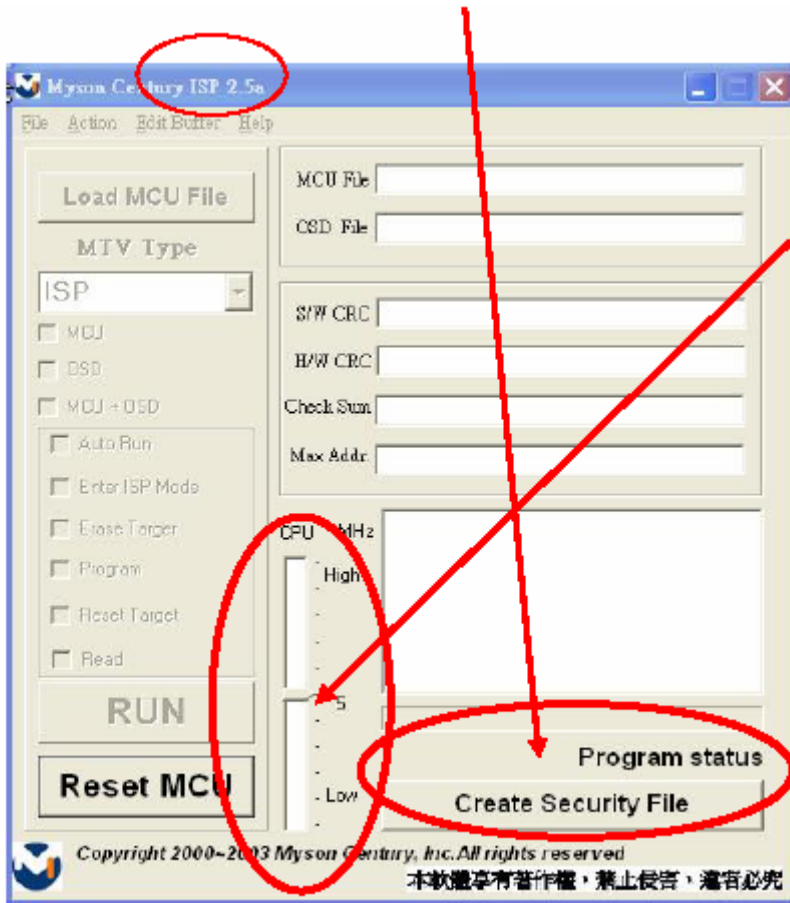 Myson Century ISP 2.5a
File Action Edit Buffer Help
Load MCU File
MTV Type
ISP
MCU
OSD
MCU + OSD
Auto Run
Enter ISP Mode
Erase Targer
Program
Reset Target
Read
RUN
Reset MCU
MCU File
OSD File
S/W CRC
H/W CRC
Check Sum
Max Addr.
CPU MHz
High
5
Low
Program status
Create Security File
Copyright 2000~2003 Myson Century, Inc. All rights reserved
本軟體享有著作權，禁止侵害，違者必究